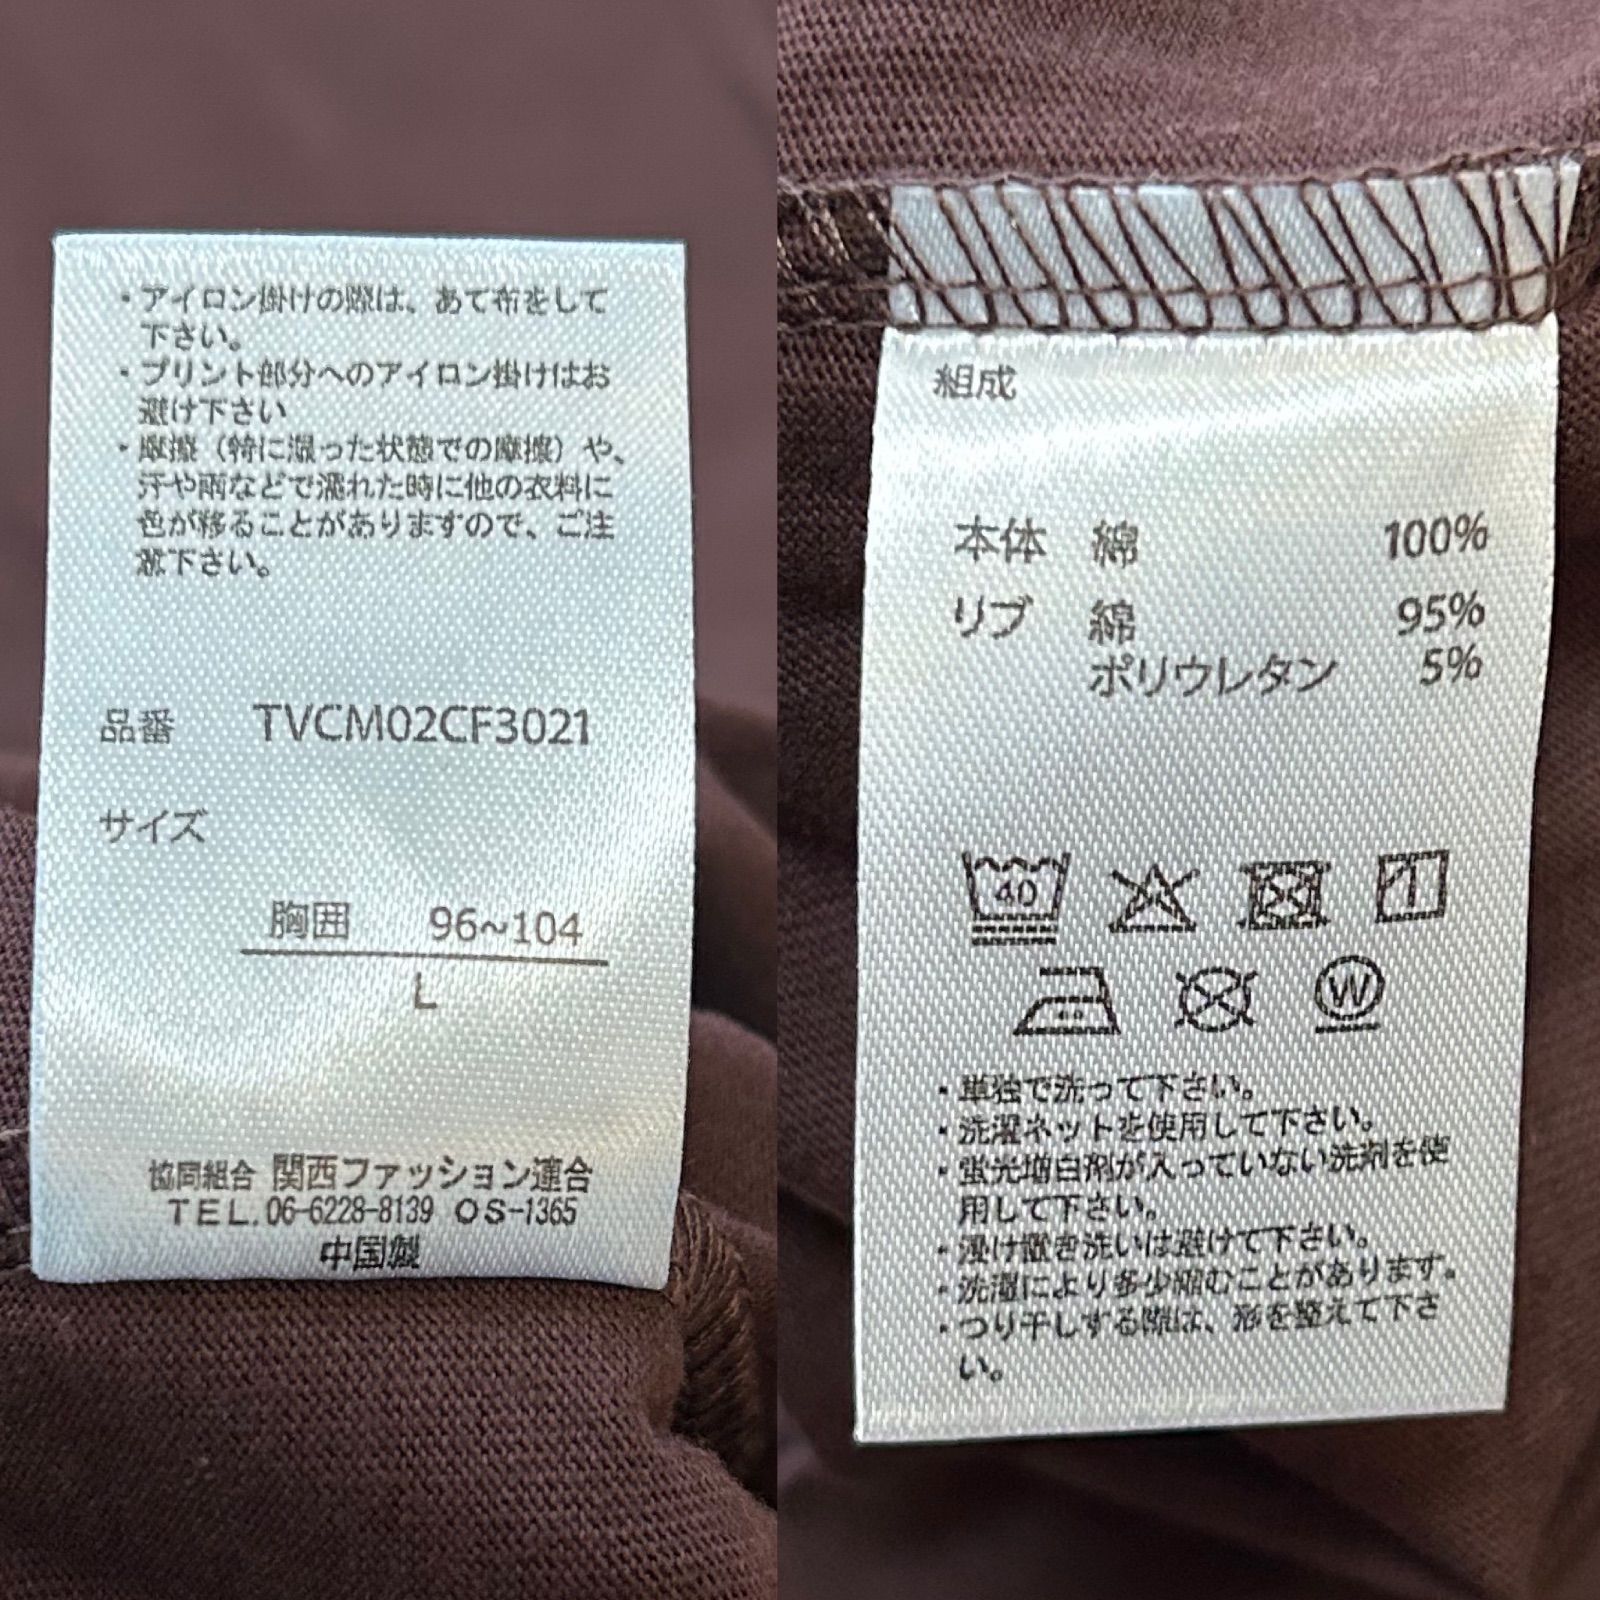 ・アイロン掛けの際は、あて布をして
下さい。
・プリント部分へのアイロン掛けはお
避け下さい
・摩擦（特に湿った状態での摩擦）や、
汗や雨などで濡れた時に他の衣料に
色が移ることがありますので、ご注
意下さい。
品番 TVCM02CF3021
サイズ
胸囲 96~104
L
協同組合 関西ファッション連合
TEL.06-6228-8139 OS-1365
中国製
組成
本体 綿 100%
リブ 綿 95%
ポリウレタン 5%
40
W
・単独で洗って下さい。
・洗濯ネットを使用して下さい。
・蛍光増白剤が入っていない洗剤を使
用して下さい。
・浸け置き洗いは避けて下さい。
・洗濯により多少縮むことがあります。
・つり干しする際は、形を整えて下さ
い。